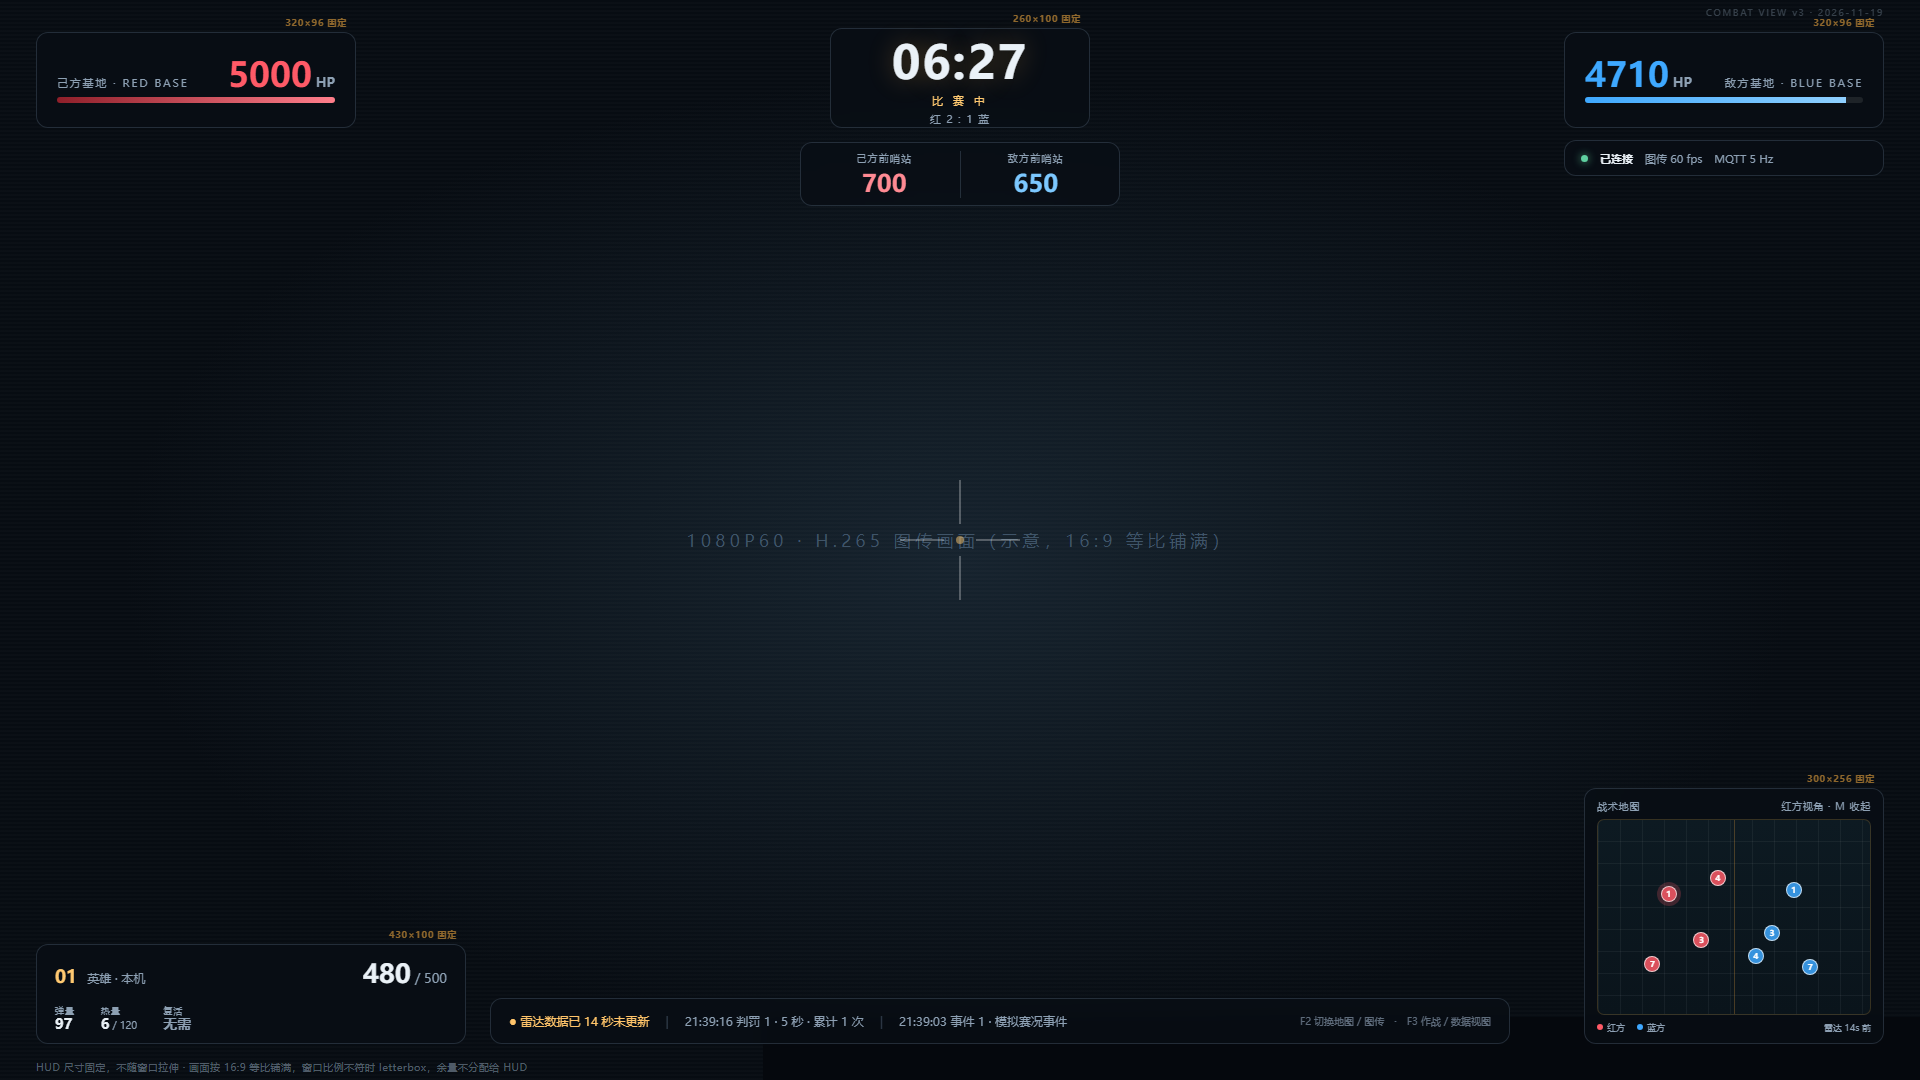 COMBAT VIEW v3 · 2026-11-19
320×96 固定
己方基地 · RED BASE 5000 HP
260×100 固定
06:27
比赛中
红 2 : 1 蓝
己方前哨站
700
敌方前哨站
650
320×96 固定
4710 HP 敌方基地 · BLUE BASE
已连接 图传 60 fps MQTT 5 Hz
1080P60 · H.265 图传画面 (示意, 16:9 等比铺满)
300×256 固定
战术地图 红方视角 · M 收起
4
1
1
3
3
4
7
7
红方 蓝方 雷达 14s 前
430×100 固定
01 英雄 · 本机 480 / 500
弹量 热量 复活
97 6 / 120 无需
雷达数据已 14 秒未更新 | 21:39:16 判罚 1 · 5 秒 · 累计 1 次 | 21:39:03 事件 1 · 模拟赛况事件 F2 切换地图 / 图传 · F3 作战 / 数据视图
HUD 尺寸固定，不随窗口拉伸 · 画面按 16:9 等比铺满，窗口比例不符时 letterbox，余量不分配给 HUD